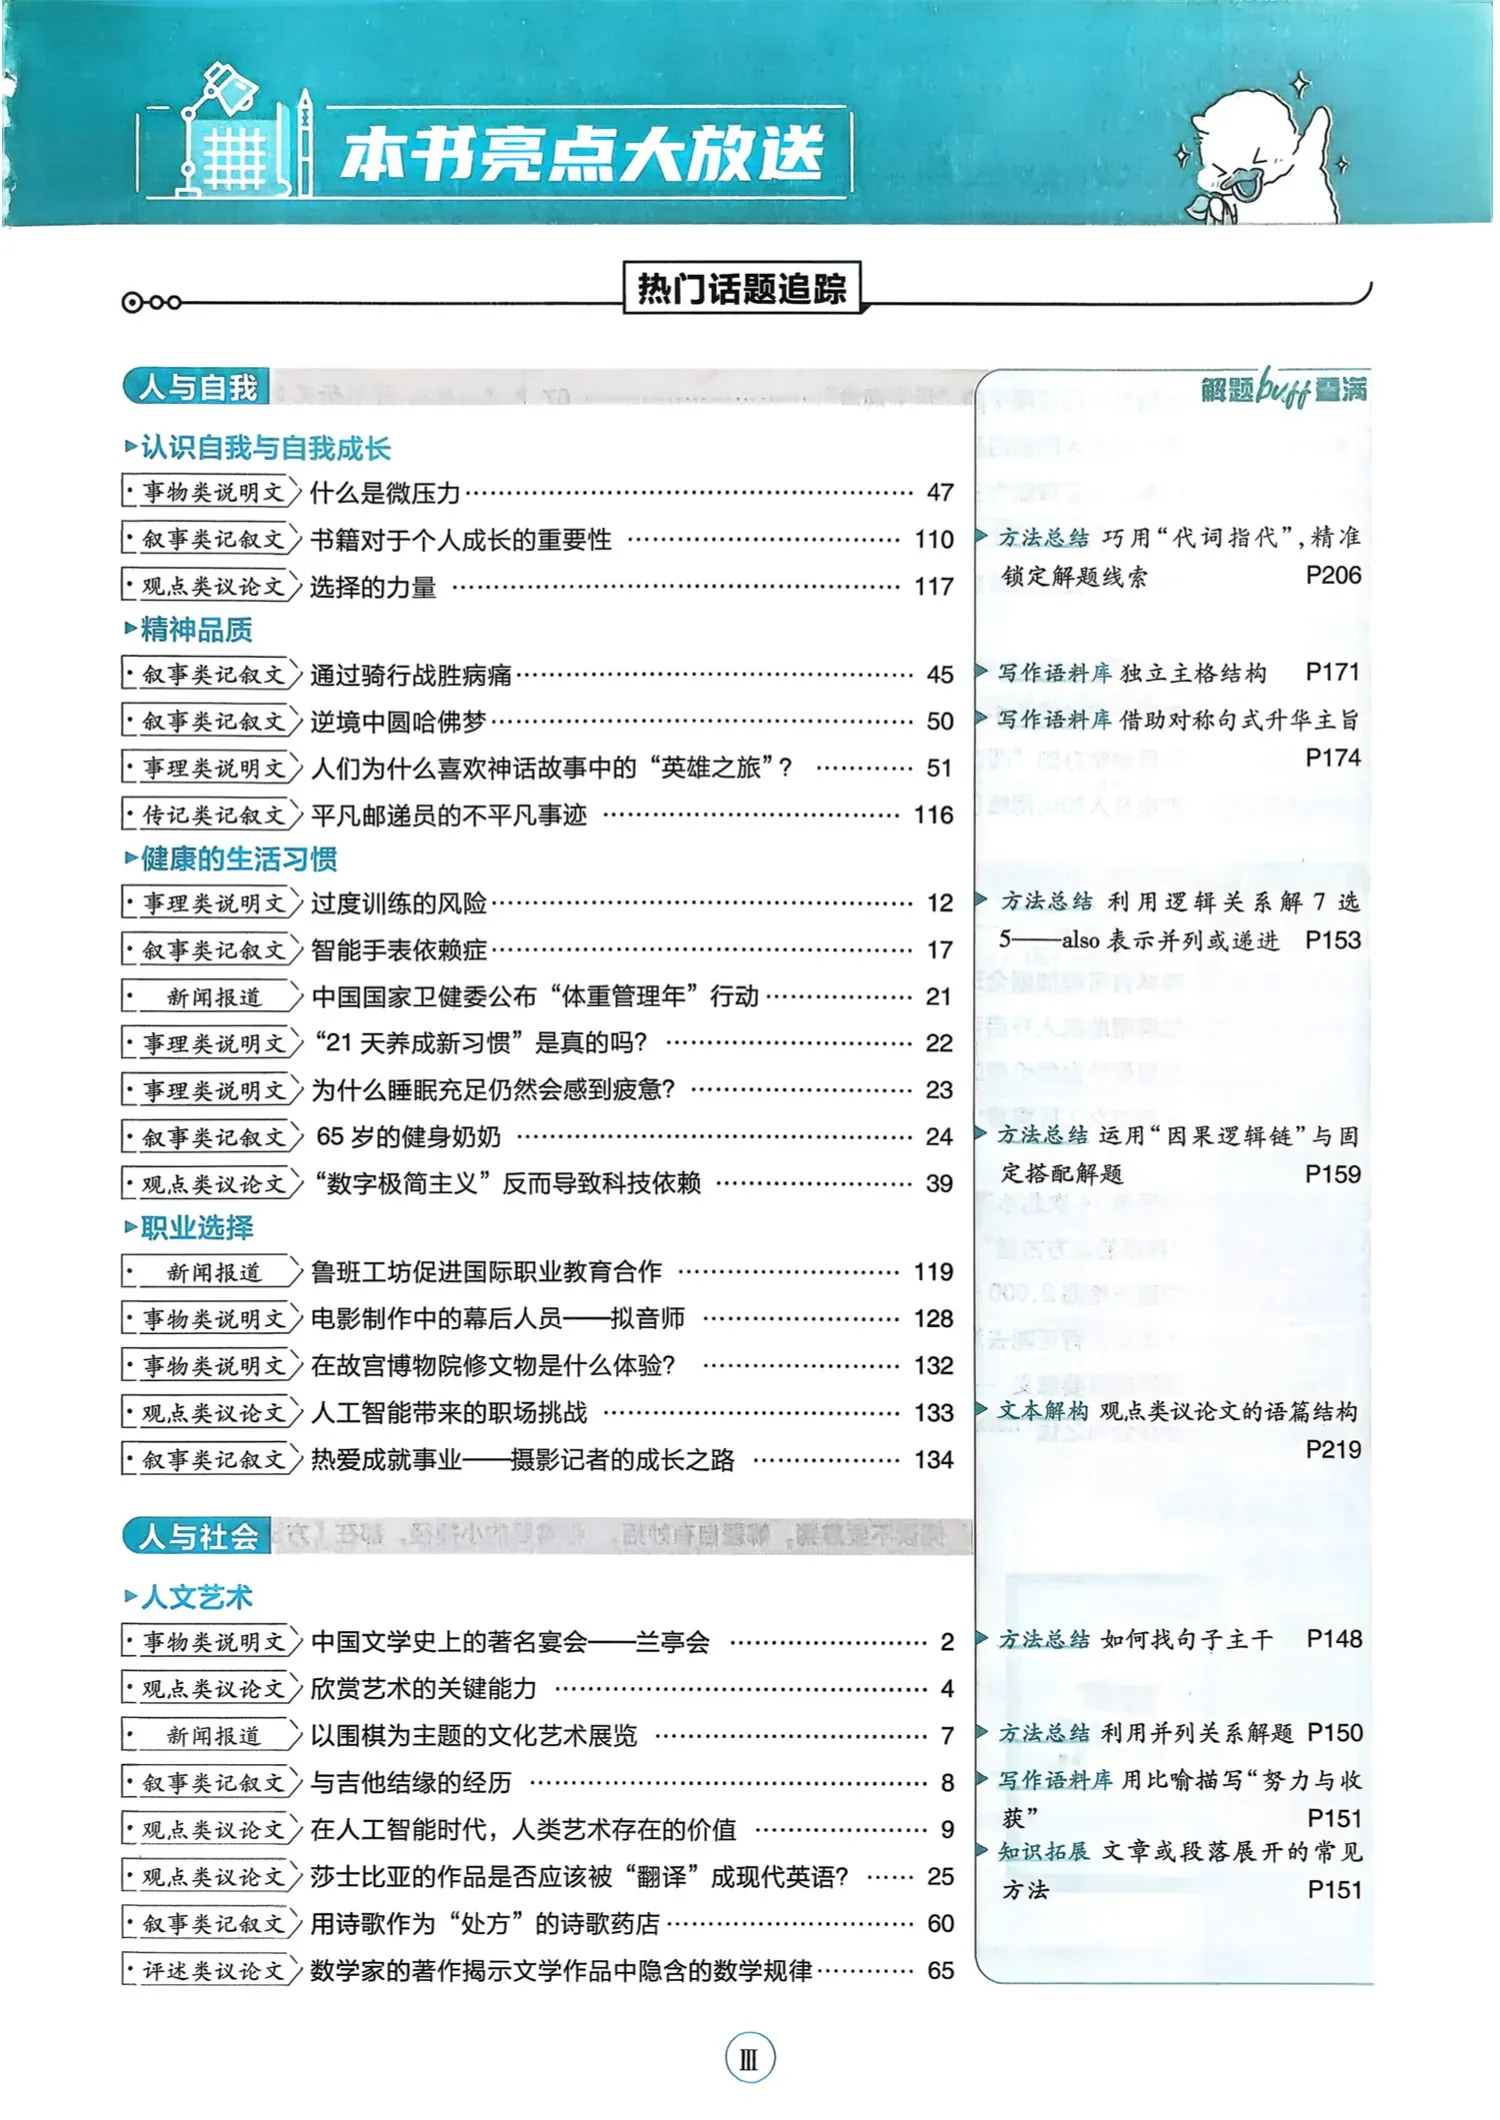 本书亮点大放送
热门话题追踪
人与自我
解题buff叠满
认识自我与自我成长
事物类说明文 什么是微压力 47
叙事类记叙文 书籍对于个人成长的重要性 110
方法总结 巧用“代词指代”,精准
锁定解题线索 P206
观点类议论文 选择的力量 117
精神品质
叙事类记叙文 通过骑行战胜病痛 45
写作语料库 独立主格结构 P171
叙事类记叙文 逆境中圆哈佛梦 50
写作语料库 借助对称句式升华主旨
P174
事理类说明文 人们为什么喜欢神话故事中的“英雄之旅”? 51
传记类记叙文 平凡邮递员的不平凡事迹 116
健康的生活习惯
事理类说明文 过度训练的风险 12
方法总结 利用逻辑关系解7选
5——also表示并列或递进 P153
叙事类记叙文 智能手表依赖症 17
新闻报道 中国国家卫健委公布“体重管理年”行动 21
事理类说明文 “21天养成新习惯”是真的吗? 22
事理类说明文 为什么睡眠充足仍然会感到疲惫? 23
叙事类记叙文 65岁的健身奶奶 24
方法总结 运用“因果逻辑链”与固
定搭配解题 P159
观点类议论文 “数字极简主义”反而导致科技依赖 39
职业选择
新闻报道 鲁班工坊促进国际职业教育合作 119
事物类说明文 电影制作中的幕后人员——拟音师 128
事物类说明文 在故宫博物院修文物是什么体验? 132
观点类议论文 人工智能带来的职场挑战 133
文本解构 观点类议论文的语篇结构
P219
叙事类记叙文 热爱成就事业——摄影记者的成长之路 134
人与社会
人文艺术
事物类说明文 中国文学史上的著名宴会——兰亭会 2
方法总结 如何找句子主干 P148
观点类议论文 欣赏艺术的关键能力 4
新闻报道 以围棋为主题的文化艺术展览 7
方法总结 利用并列关系解题 P150
叙事类记叙文 与吉他结缘的经历 8
写作语料库 用比喻描写“努力与收
获” P151
观点类议论文 在人工智能时代，人类艺术存在的价值 9
知识拓展 文章或段落展开的常见
方法 P151
观点类议论文 莎士比亚的作品是否应该被“翻译”成现代英语? 25
叙事类记叙文 用诗歌作为“处方”的诗歌药店 60
评述类议论文 数学家的著作揭示文学作品中隐含的数学规律 65
III